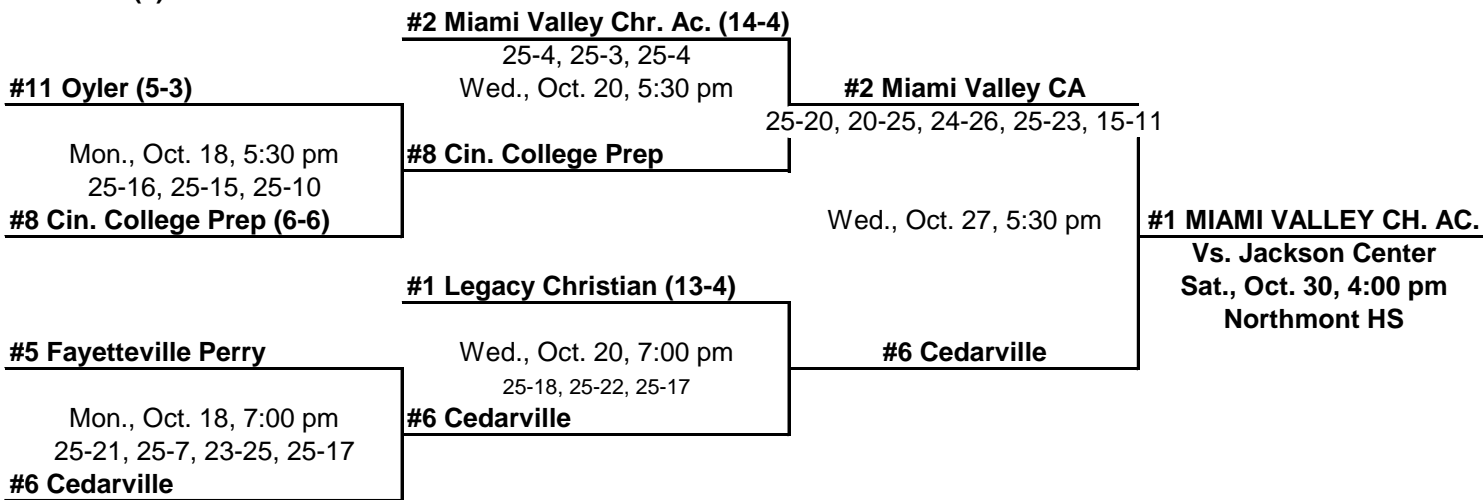 #2 Miami Valley Chr. Ac. (14-4)
25-4, 25-3, 25-4
#11 Oyler (5-3)
Wed., Oct. 20, 5:30 pm
#2 Miami Valley CA
25-20, 20-25, 24-26, 25-23, 15-11
Mon., Oct. 18, 5:30 pm
#8 Cin. College Prep
25-16, 25-15, 25-10
#8 Cin. College Prep (6-6)
Wed., Oct. 27, 5:30 pm
#1 MIAMI VALLEY CH. AC.
Vs. Jackson Center
#1 Legacy Christian (13-4)
Sat., Oct. 30, 4:00 pm
Northmont HS
#5 Fayetteville Perry
Wed., Oct. 20, 7:00 pm
#6 Cedarville
25-18, 25-22, 25-17
Mon., Oct. 18, 7:00 pm
#6 Cedarville
25-21, 25-7, 23-25, 25-17
#6 Cedarville